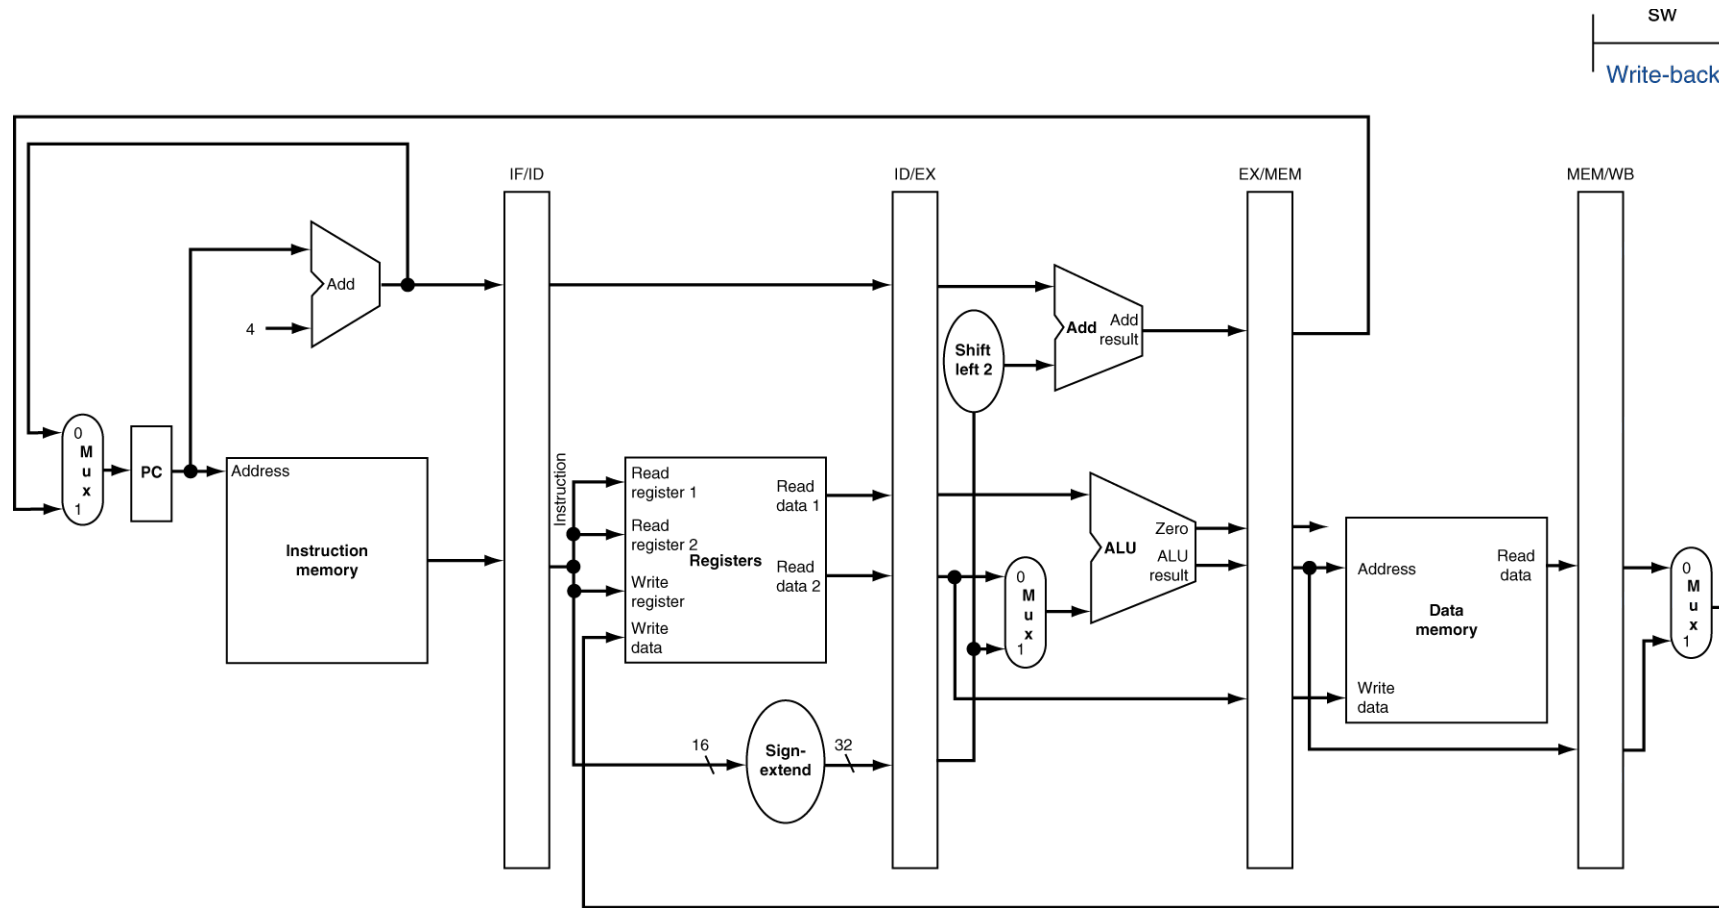 SW
Write-back
IF/ID
ID/EX
EX/MEM
MEM/WB
Add
4
Add
Add
result
Shift
left 2
0
M
u
x
1
PC
Address
Instruction
memory
Instruction
Read
register 1
Read
register 2
Write
register
Write
data
Registers
Read
data 1
Read
data 2
16
Sign-
extend
32
0
M
u
x
1
ALU
Zero
ALU
result
Address
Read
data
Data
memory
Write
data
0
M
u
x
1